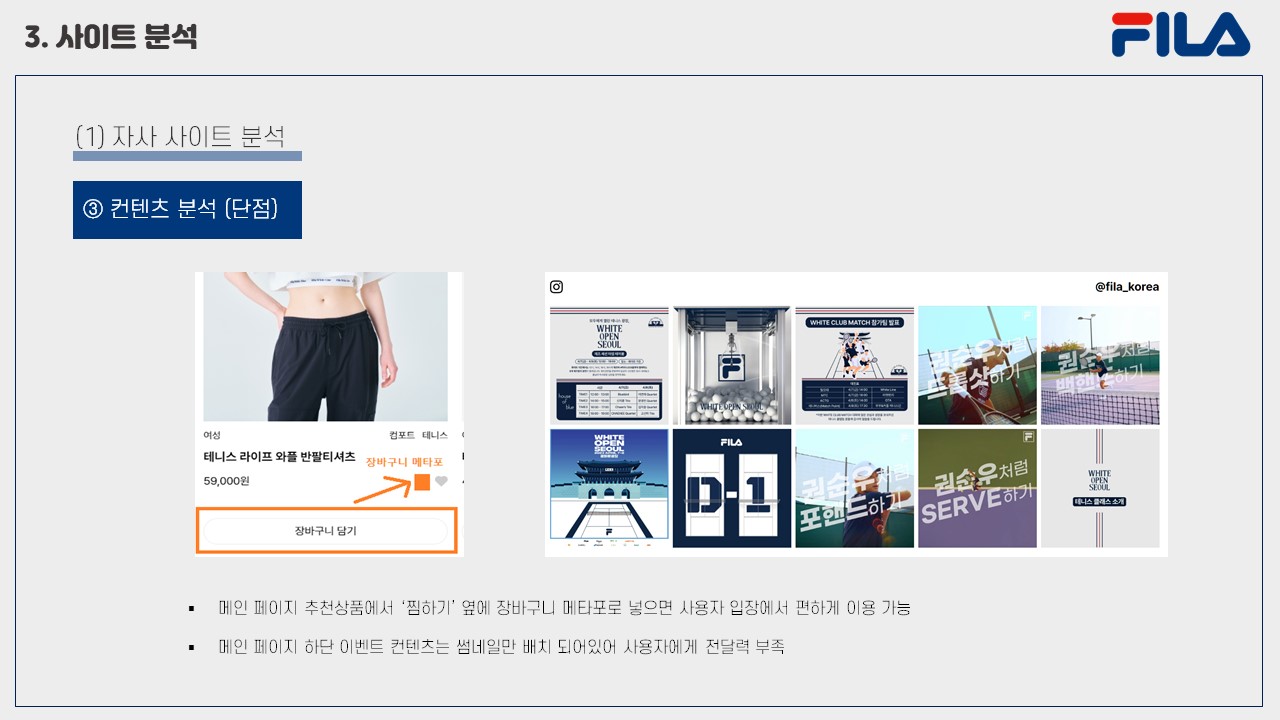 3. 사이트 분석
FILA
(1) 자사 사이트 분석
③ 컨텐츠 분석 (단점)
여성
컴포트 테니스
테니스 라이프 와플 반팔티셔츠
장바구니 메타포
59,000원
장바구니 담기
@fila_korea
WHITE
OPEN
SEOUL
house
of
blue
WHITE OPEN SEOUL
WHITE CLUB MATCH 참가팀 발표
권순우처럼
하기
권순우처럼
하기
WHITE
OPEN
SEOUL
FILA
D-1
권순우처럼
포핸드하기
권순우처럼
SERVE하기
WHITE
OPEN
SEOUL
테니스 클래스 소개
▪ 메인 페이지 추천상품에서 ‘찜하기’ 옆에 장바구니 메타포로 넣으면 사용자 입장에서 편하게 이용 가능
▪ 메인 페이지 하단 이벤트 컨텐츠는 썸네일만 배치 되어있어 사용자에게 전달력 부족